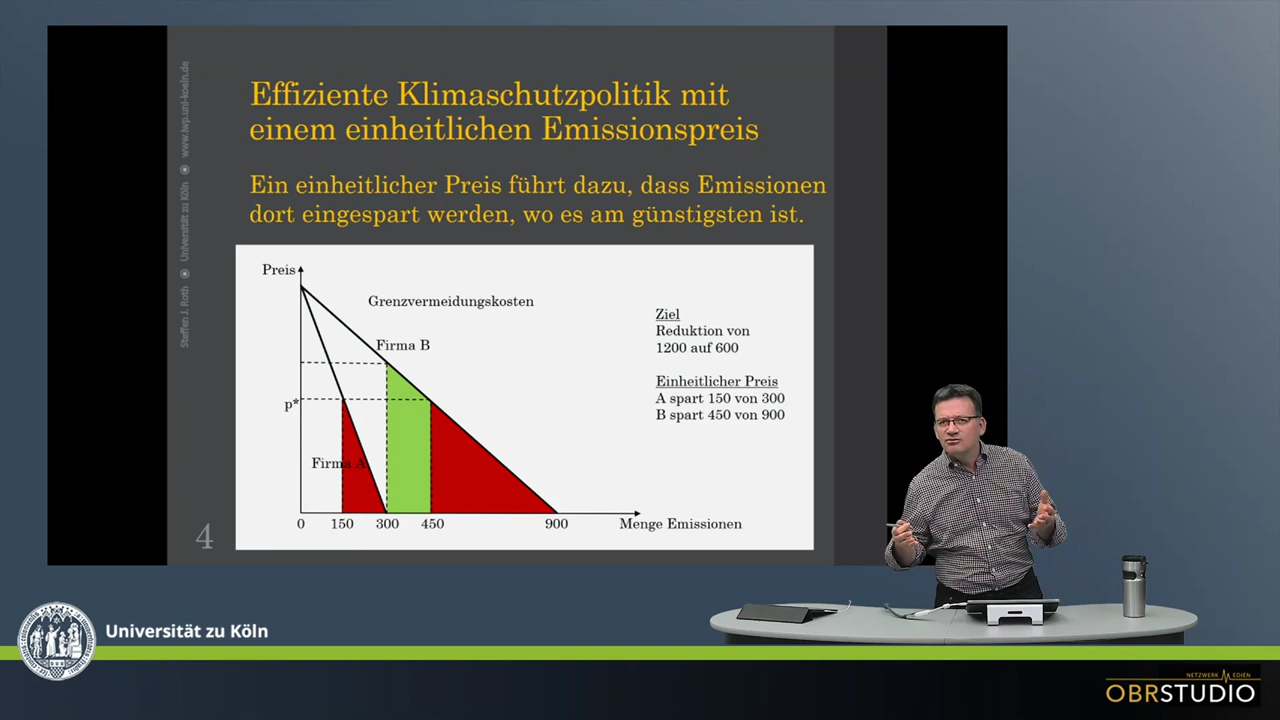 Effiziente Klimaschutzpolitik mit
einem einheitlichen Emissionspreis
Ein einheitlicher Preis führt dazu, dass Emissionen
dort eingespart werden, wo es am günstigsten ist.
Steffen J. Roth ◉ Universität zu Köln ◉ www.iwp.uni-koeln.de
Preis
Grenzvermeidungskosten
Firma B
p*
Firma A
0 150 300 450 900 Menge Emissionen
Ziel
Reduktion von
1200 auf 600
Einheitlicher Preis
A spart 150 von 300
B spart 450 von 900
4
Universität zu Köln
NETZWERK MEDIEN
OBRSTUDIO